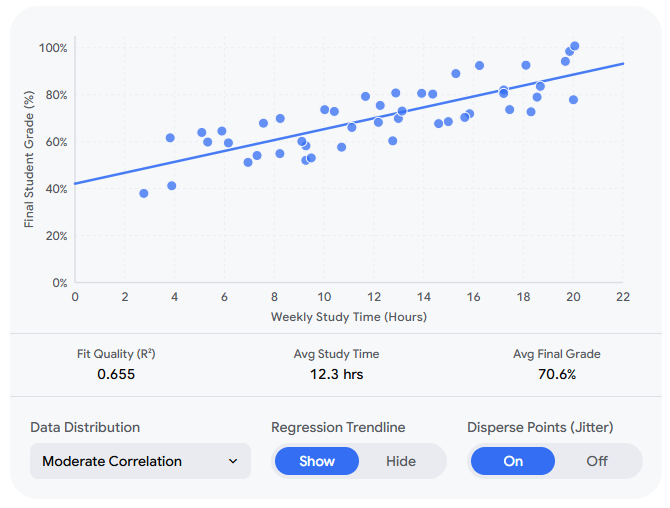 100%
80%
60%
40%
20%
0%
Final Student Grade (%)
0 2 4 6 8 10 12 14 16 18 20 22
Weekly Study Time (Hours)
Fit Quality (R²) Avg Study Time Avg Final Grade
0.655 12.3 hrs 70.6%
Data Distribution Regression Trendline Disperse Points (Jitter)
Moderate Correlation Show Hide On Off